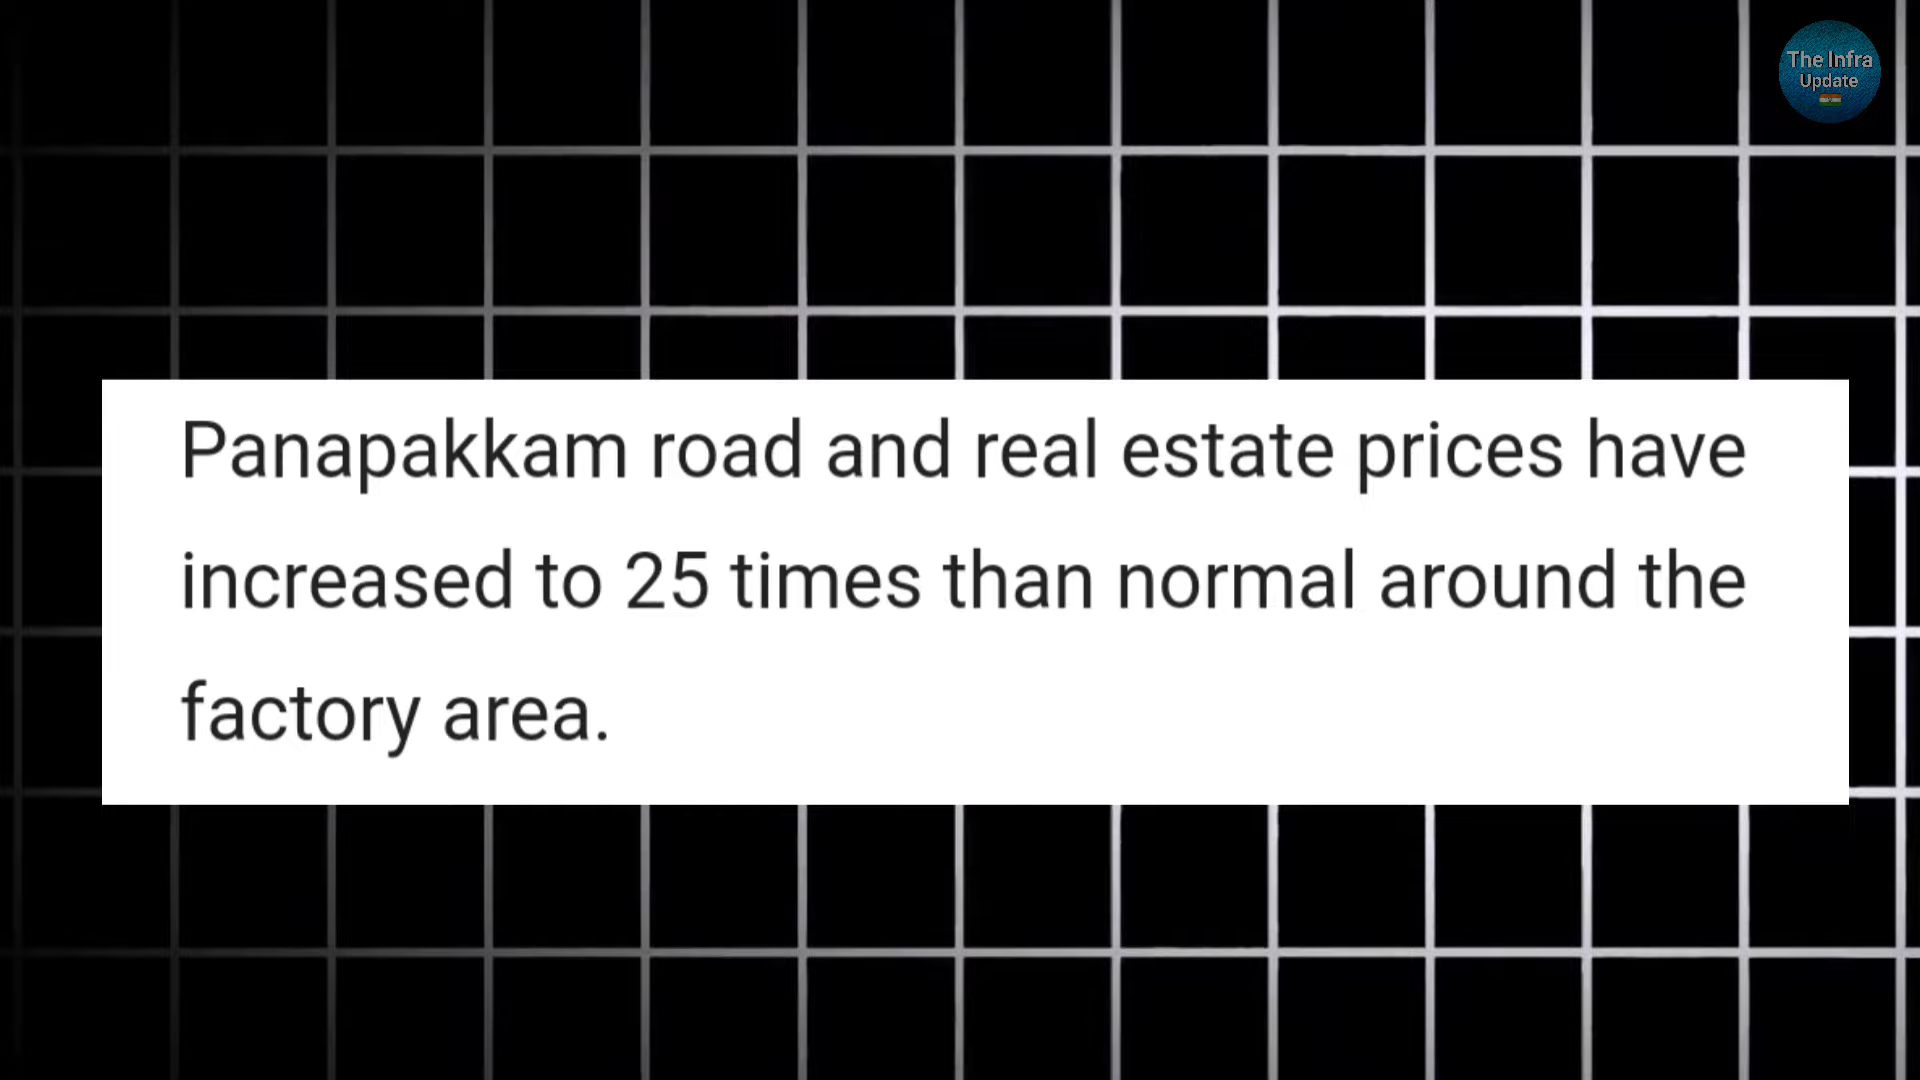 The Infra
Update
Panapakkam road and real estate prices have
increased to 25 times than normal around the
factory area.